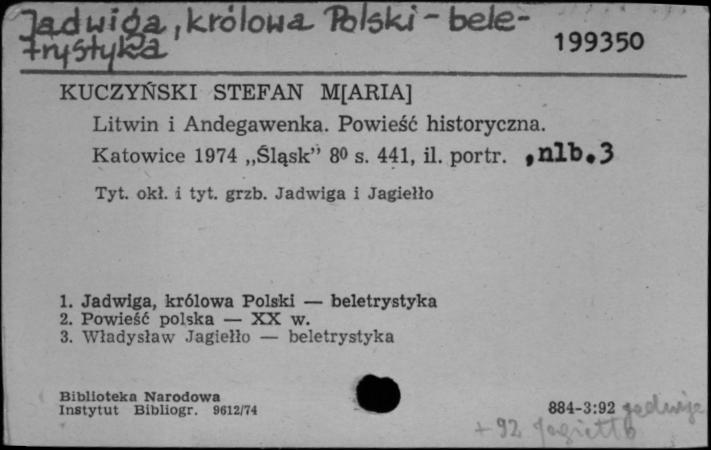 Jadwiga, królowa Polski - bele-
trystyka
199350
KUCZYŃSKI STEFAN M[ARIA]
Litwin i Andegawenka. Powieść historyczna.
Katowice 1974 „Śląsk” 8⁰ s. 441, il. portr. , nlb. 3
Tyt. okł. i tyt. grzb. Jadwiga i Jagiełło
1. Jadwiga, królowa Polski — beletrystyka
2. Powieść polska — XX w.
3. Władysław Jagiełło — beletrystyka
Biblioteka Narodowa
Instytut Bibliogr. 9612/74
884-3:92 Jadwiga
+ 92 Jagiełło